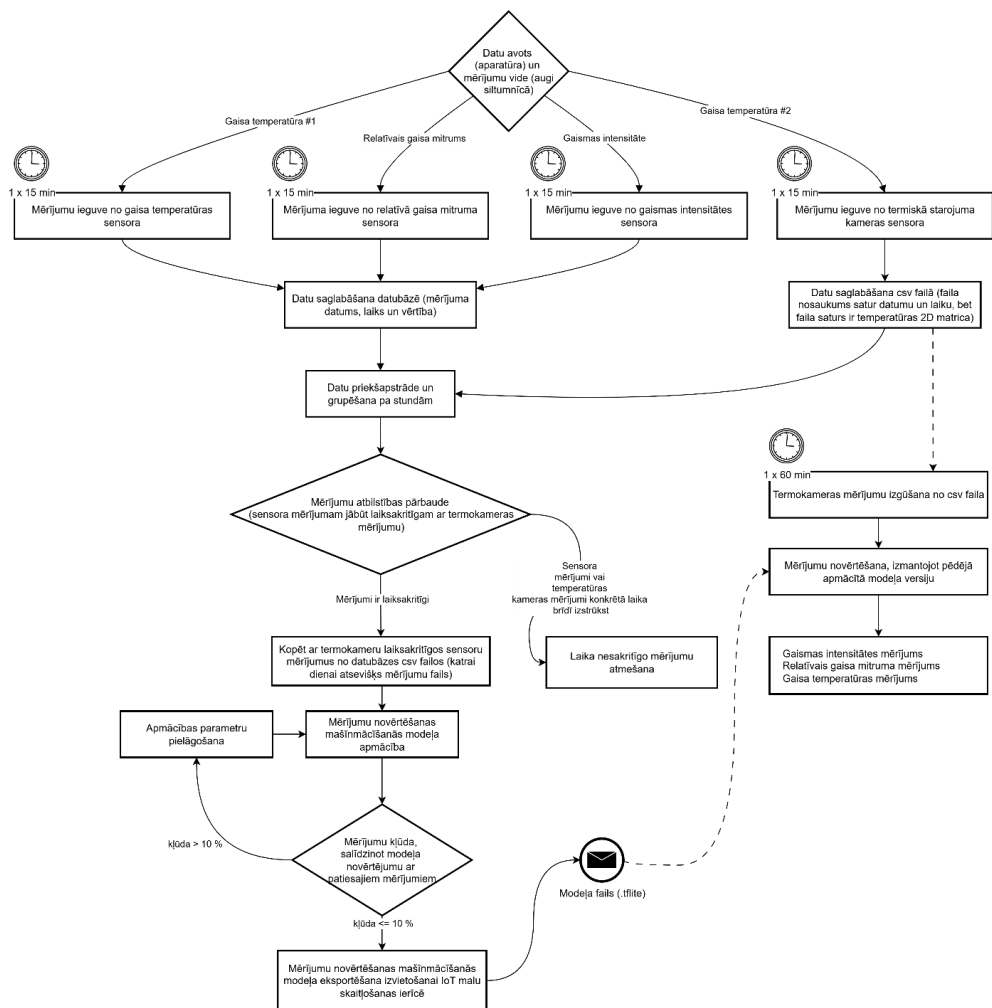 Datu avots
(aparatūra) un
mērījumu vide (augi
siltumnīcā)
Gaisa temperatūra #1
Relatīvais gaisa mitrums
Gaismas intensitāte
Gaisa temperatūra #2
1 x 15 min
1 x 15 min
1 x 15 min
1 x 15 min
Mērījumu ieguve no gaisa temperatūras
sensora
Mērījuma ieguve no relatīvā gaisa mitruma
sensora
Mērījumu ieguve no gaismas intensitātes
sensora
Mērījumu ieguve no termiskā starojuma
kameras sensora
Datu saglabāšana datubāzē (mērījuma
datums, laiks un vērtība)
Datu saglabāšana csv failā (faila
nosaukums satur datumu un laiku, bet
faila saturs ir temperatūras 2D matrica)
Datu priekšapstrāde un
grupēšana pa stundām
1 x 60 min
Termokameras mērījumu izgūšana no csv faila
Mērījumu atbilstības pārbaude
(sensora mērījumam jābūt laiksakritīgam ar termokameras
mērījumu)
Mērījumu novērtēšana, izmantojot pēdējā
apmācītā modeļa versiju
Sensora
mērījumi vai
temperatūras
kameras mērījumi konkrētā laika
brīdī izstrūkst
Mērījumi ir laiksakritīgi
Kopēt ar termokameru laiksakritīgos sensoru
mērījumus no datubāzes csv failos (katrai
dienai atsevišķs mērījumu fails)
Laika nesakritīgo mērījumu
atmešana
Gaismas intensitātes mērījums
Relatīvais gaisa mitruma mērījums
Gaisa temperatūras mērījums
Apmācības parametru
pielāgošana
Mērījumu novērtēšanas
mašīnmācīšanās modeļa
apmācība
kļūda > 10 %
Mērījumu kļūda,
salīdzinot modeļa
novērtējumu ar
patiesajiem mērījumiem
Modeļa fails (.tflite)
kļūda <= 10 %
Mērījumu novērtēšanas mašīnmācīšanās
modeļa eksportēšana izvietošanai IoT malu
skaitļošanas ierīcē